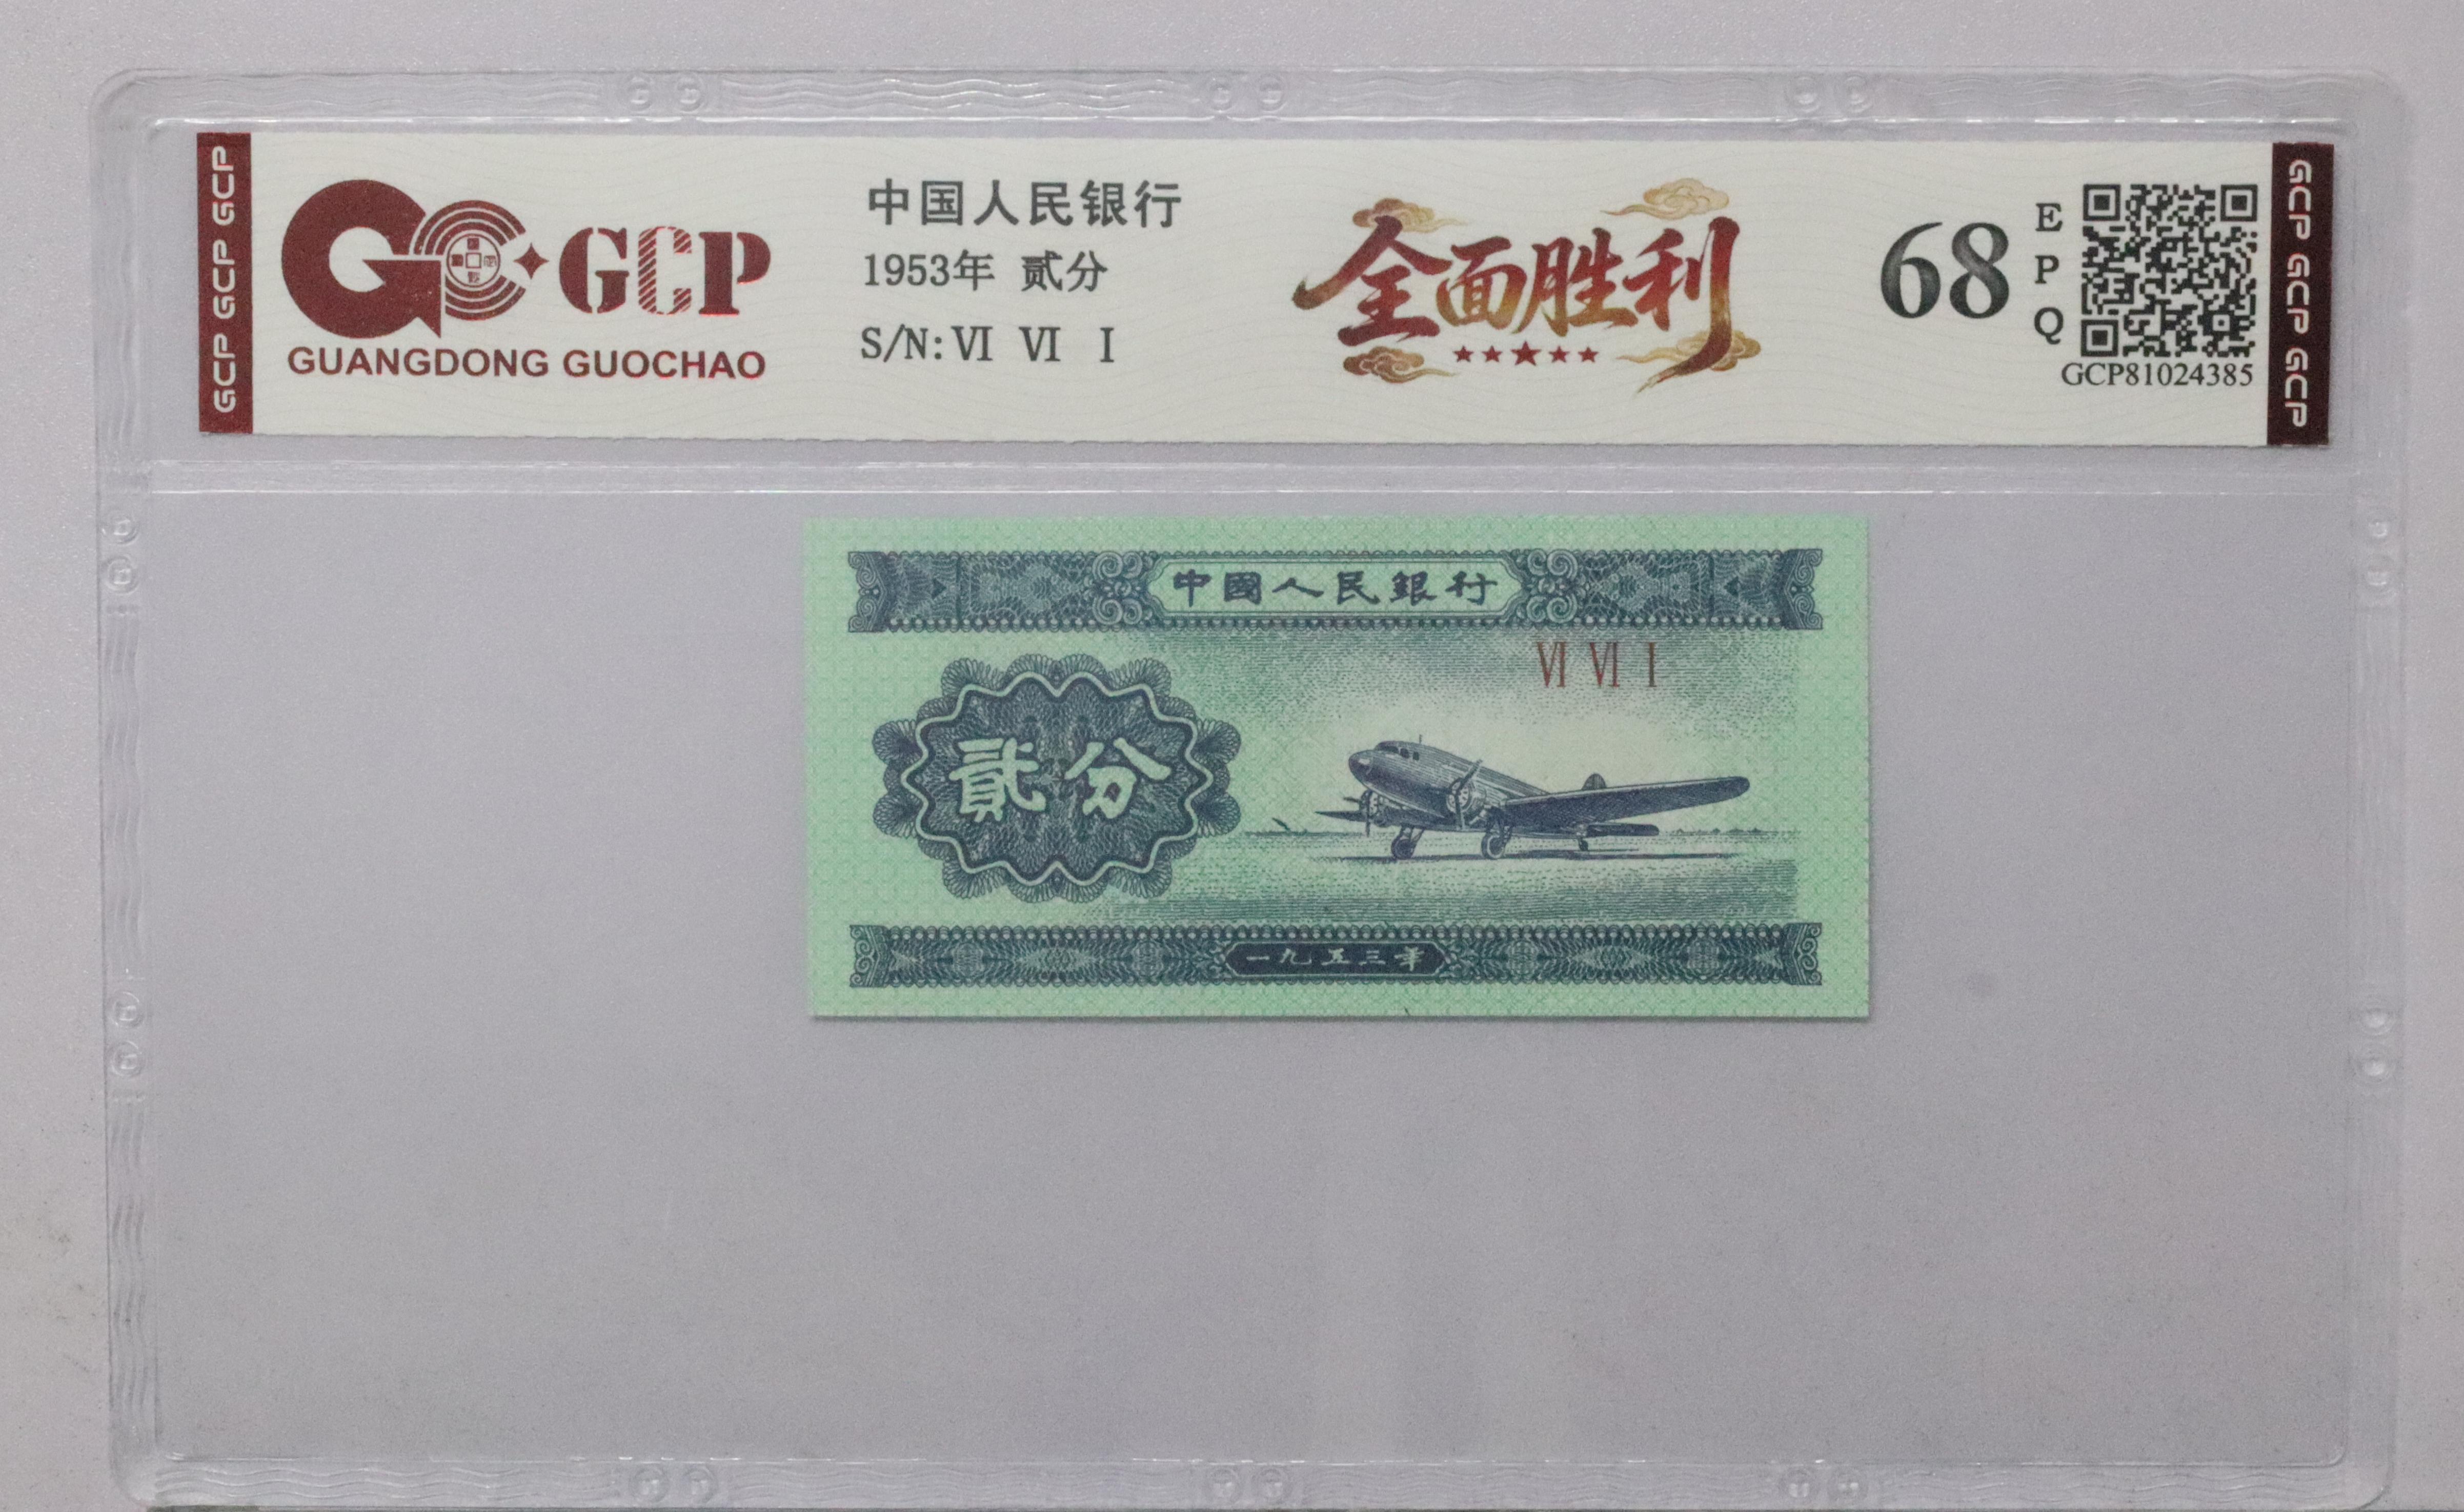 GCP GCP GCP
GCP
GUANGDONG GUOCHAO
中国人民银行
1953年 贰分
S/N: Ⅵ Ⅵ Ⅰ
全面胜利
68
EPQ
GCP81024385
GCP GCP GCP
中國人民銀行
Ⅵ Ⅵ Ⅰ
貳分
一九五三年